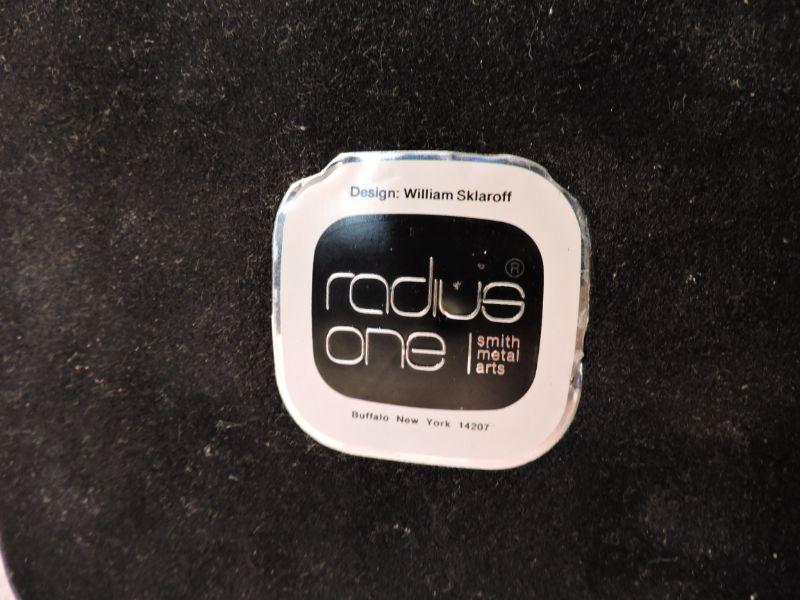 Design: William Sklaroff
radius ®
one
smith
metal
arts
Buffalo New York 14207